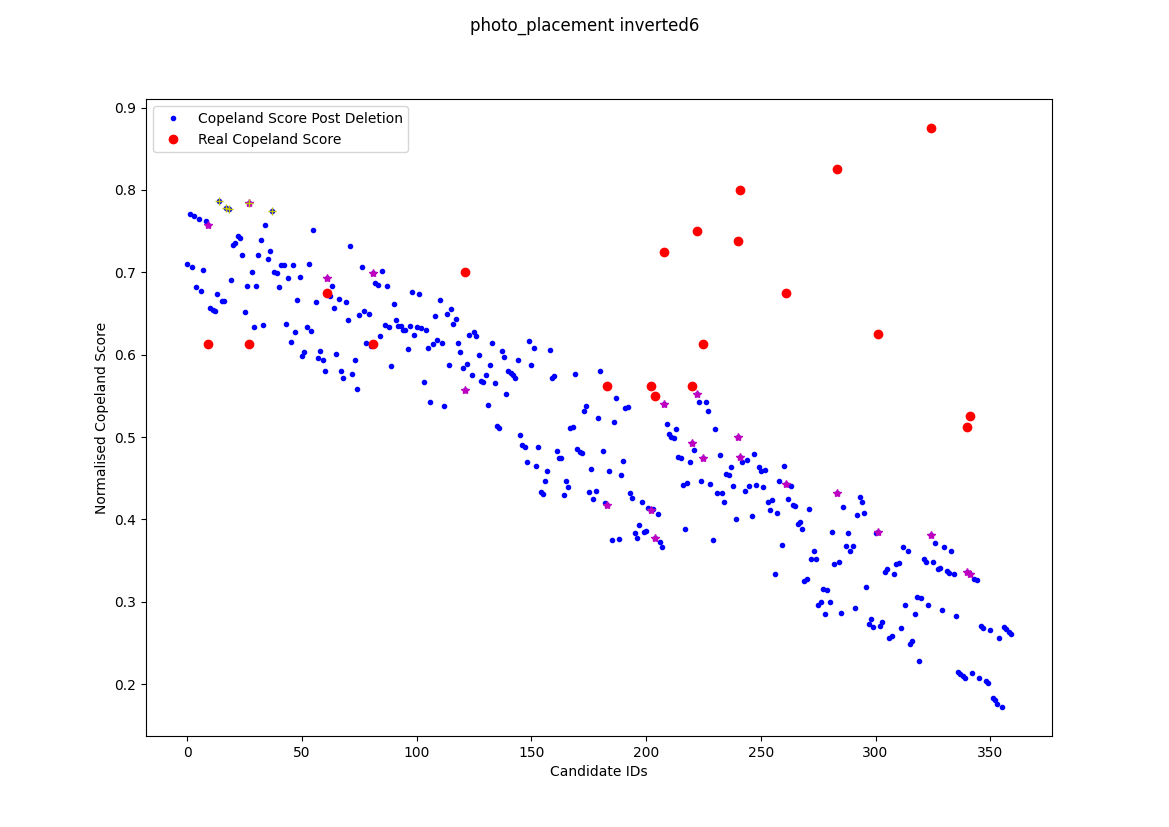 photo_placement inverted6
0.9
Copeland Score Post Deletion
Real Copeland Score
0.8
0.7
0.6
Normalised Copeland Score
0.5
0.4
0.3
0.2
0 50 100 150 200 250 300 350
Candidate IDs